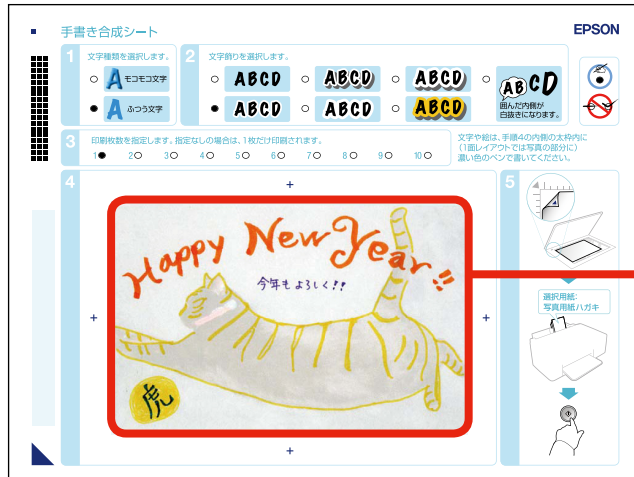 手書き合成シート
EPSON
1 文字種類を選択します。
A モコモコ文字
A ふつう文字
2 文字飾りを選択します。
ABCD ABCD ABCD ABCD
囲んだ内側が
白抜きになります。
ABCD ABCD ABCD
3 印刷枚数を指定します。指定なしの場合は、1枚だけ印刷されます。
1 2 3 4 5 6 7 8 9 10
文字や絵は、手順4の内側の太枠内に
(1面レイアウトでは写真の部分に)
濃い色のペンで書いてください。
4
Happy New Year!!
今年もよろしく!!
虎
5
選択用紙:
写真用紙ハガキ